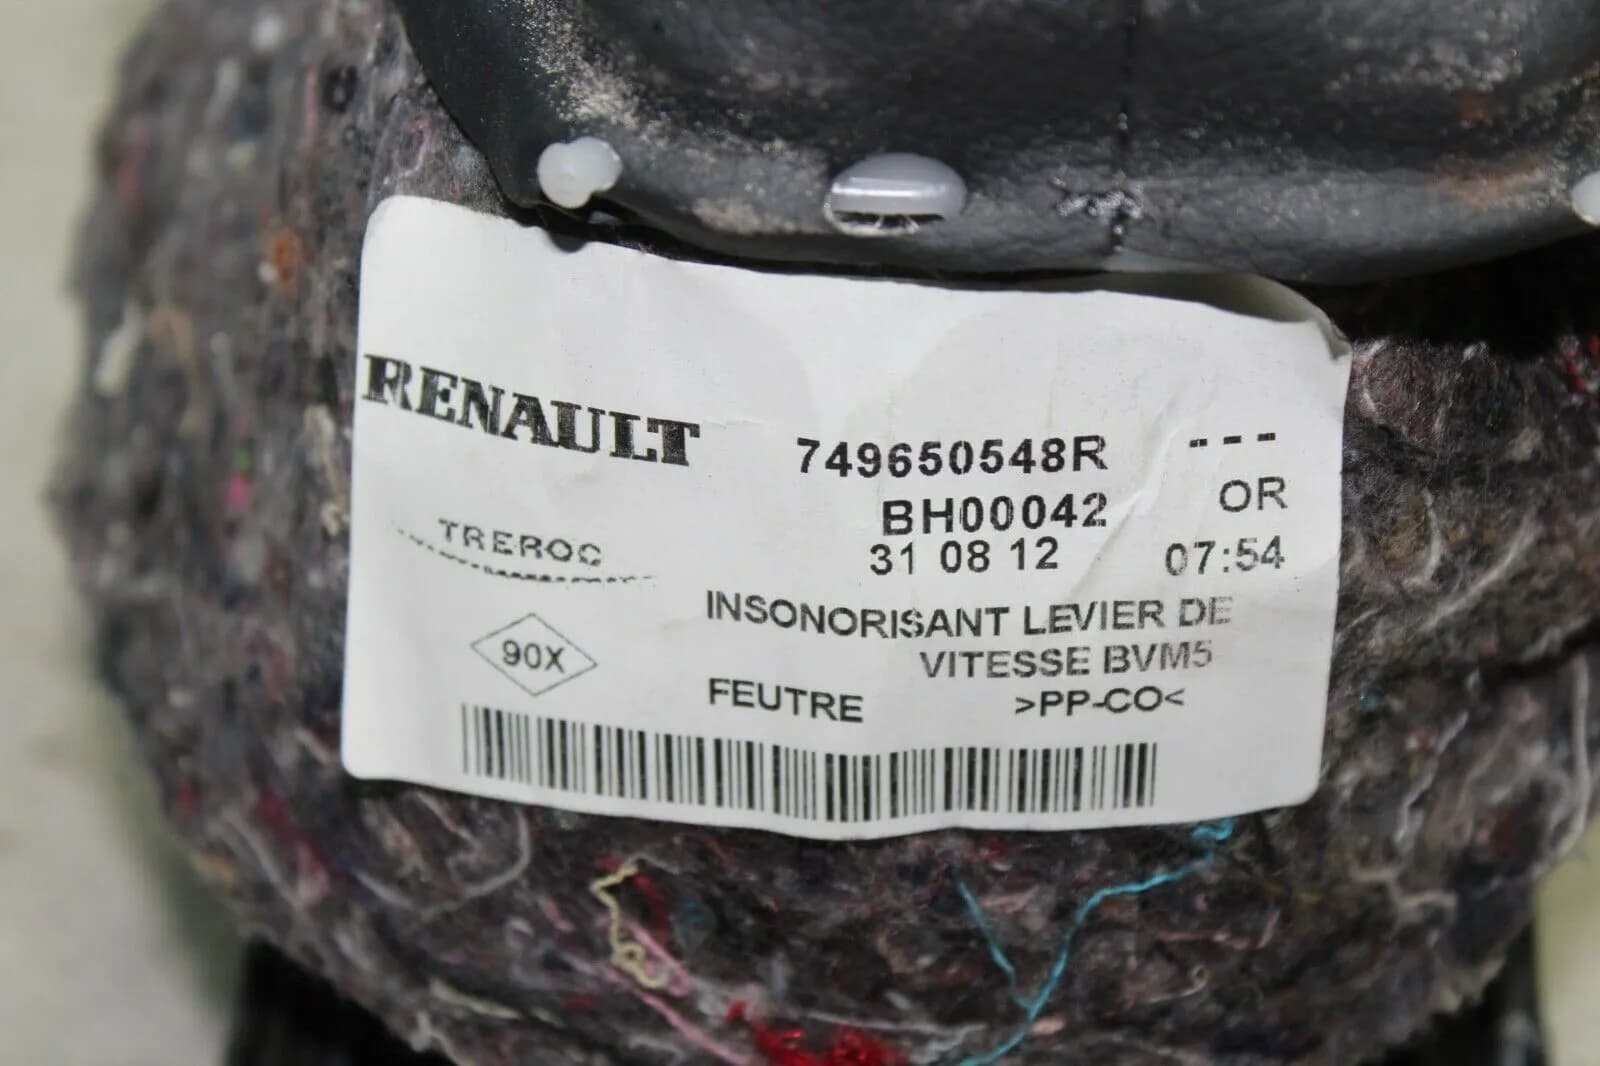 RENAULT
749650548R ---
BH00042 OR
TREROC
31 08 12 07:54
INSONORISANT LEVIER DE
VITESSE BVM5
90X
FEUTRE >PP-CO<